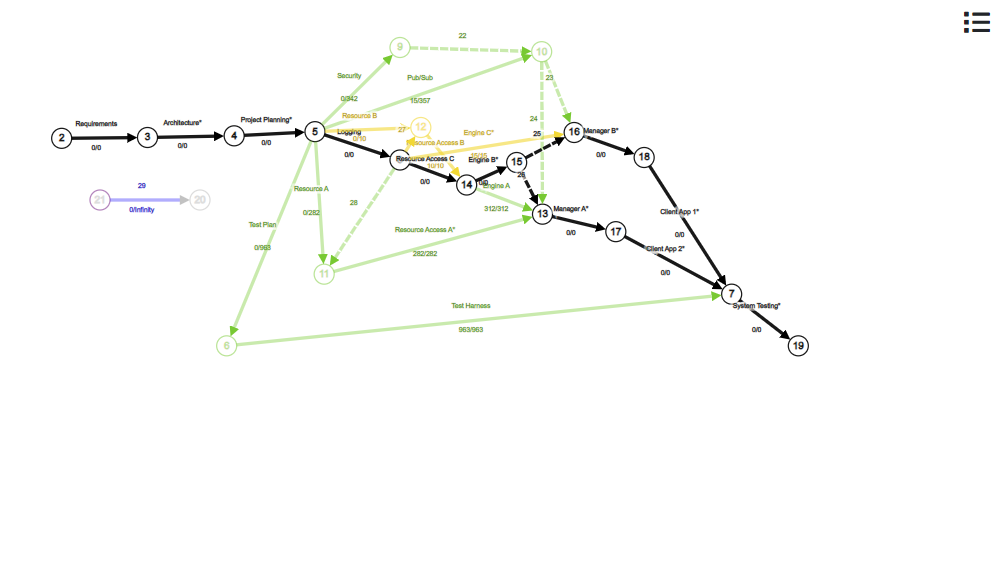 22
9
10
Security
Pub/Sub
23
0/342
15/357
Resource B
24
Requirements
Architecture*
Project Planning*
12
27
2
3
4
5
Logging
Engine C*
25
16
Manager B*
0/0
0/0
0/0
0/10
Resource Access B
0/0
15/15
0/0
Resource Access C
10/10
Engine B*
15
18
0/0
14
0/0
26
29
21
20
0/Infinity
Resource A
Engine A
28
0/282
312/312
13
Manager A*
Client App 1*
Test Plan
Resource Access A*
0/0
17
0/0
0/963
282/282
Client App 2*
11
0/0
7
Test Harness
System Testing*
963/963
0/0
6
19